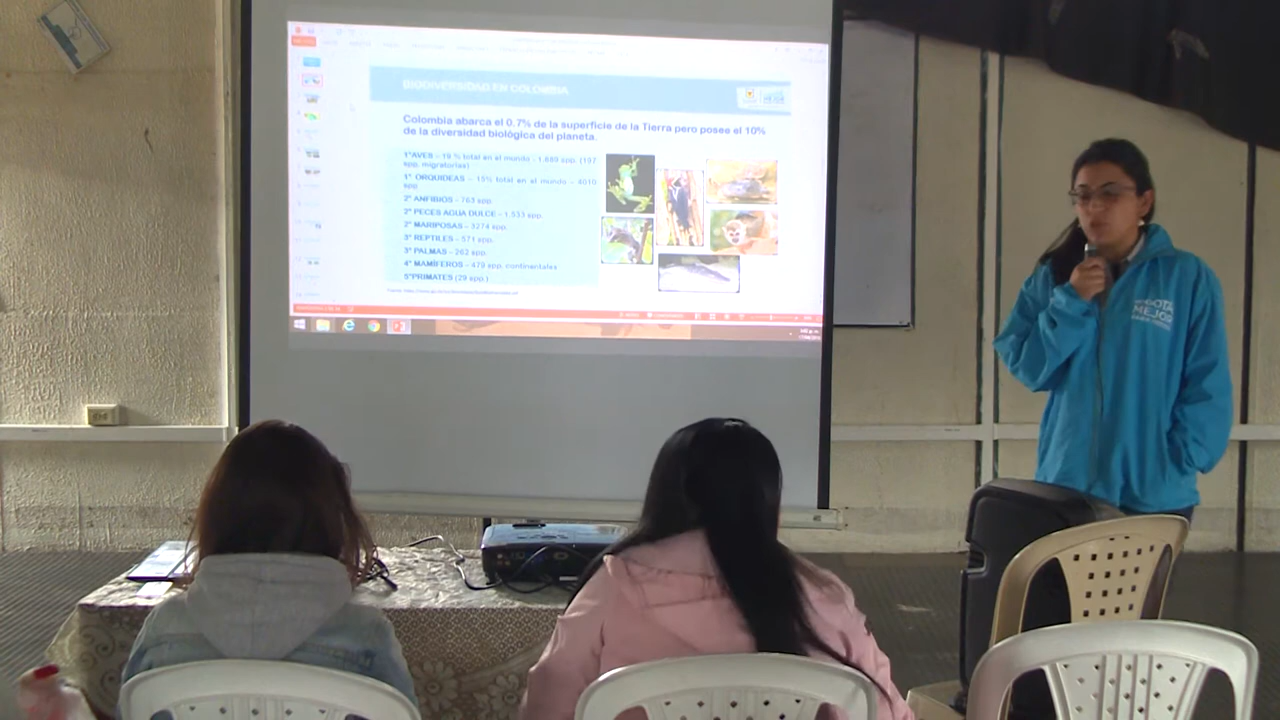 BIODIVERSIDAD EN COLOMBIA
Colombia abarca el 0.7% de la superficie de la Tierra pero posee el 10%
de la diversidad biológica del planeta.
1°AVES – 19 % total en el mundo – 1.889 spp. (197
spp. migratorias)
1° ORQUIDEAS – 15% total en el mundo – 4010
spp.
2° ANFIBIOS – 763 spp.
2° PECES AGUA DULCE – 1.533 spp.
2° MARIPOSAS – 3274 spp.
3° REPTILES – 571 spp.
3° PALMAS – 262 spp.
4° MAMÍFEROS – 479 spp. continentales
5°PRIMATES (29 spp.)
BOGOTÁ
MEJOR
PARA TODOS